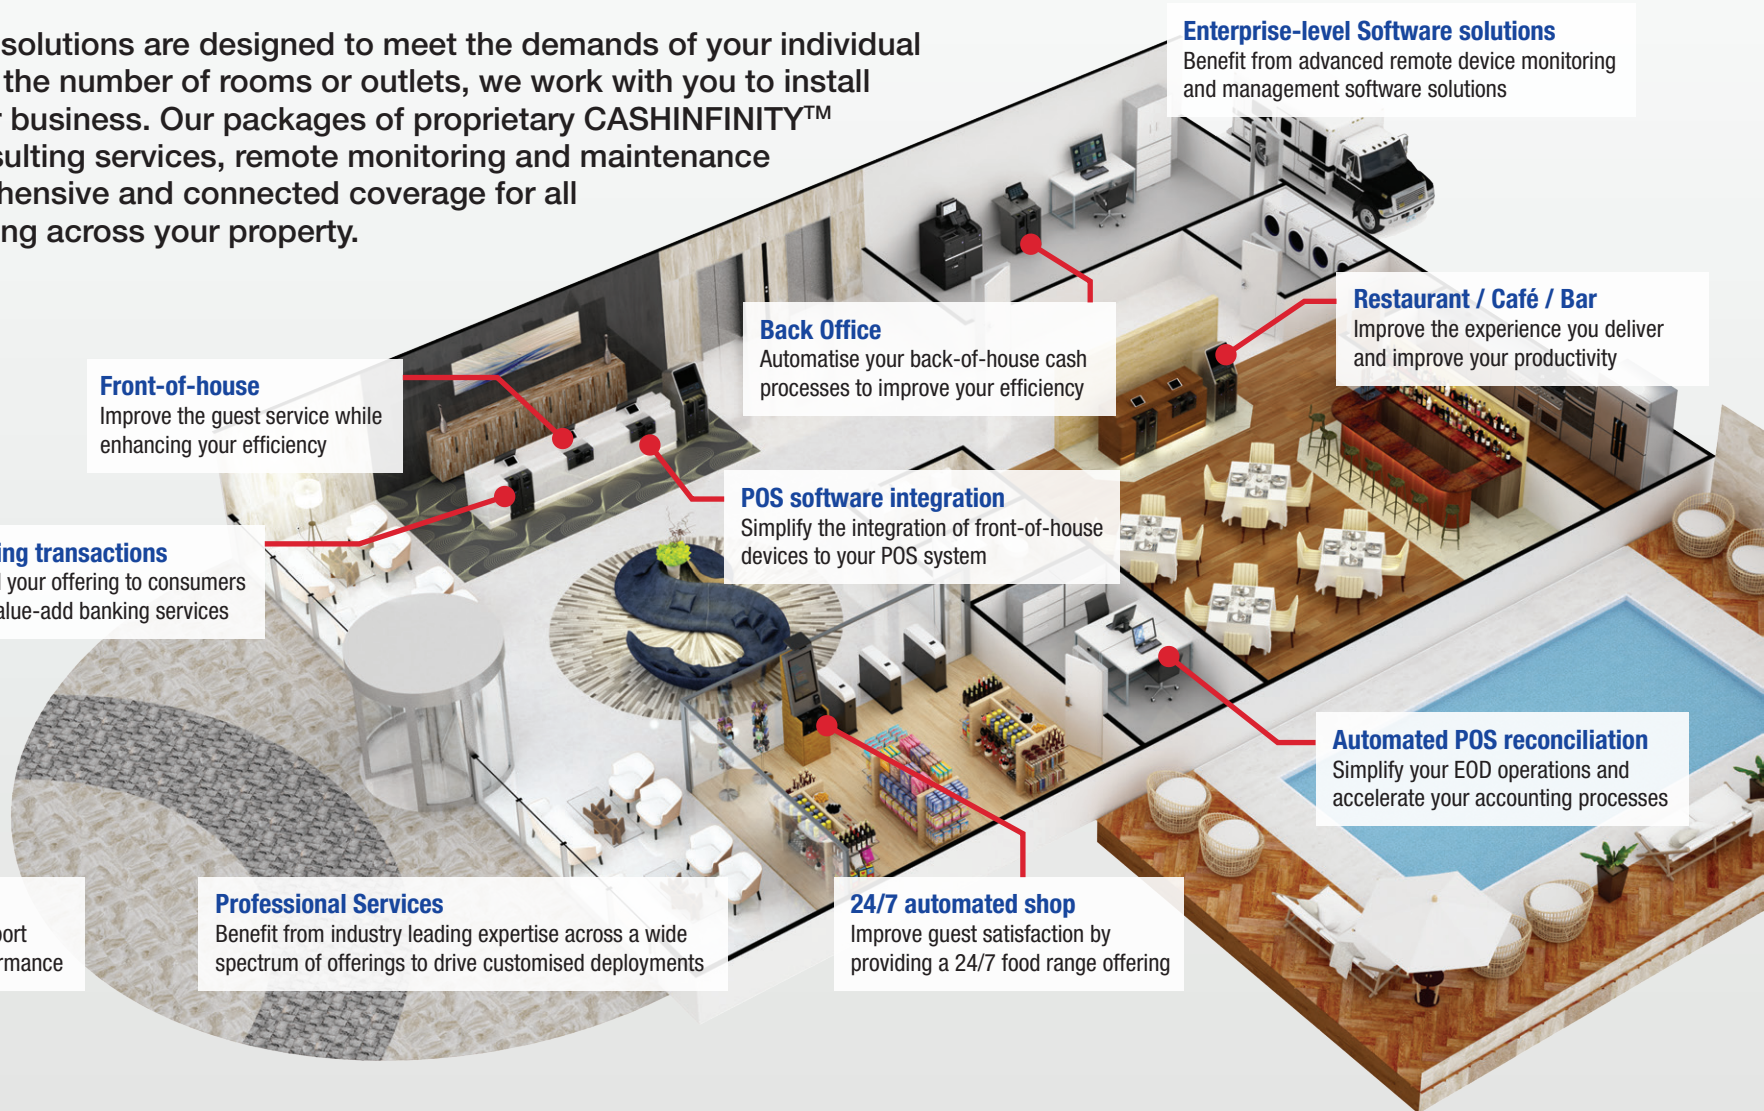 solutions are designed to meet the demands of your individual
the number of rooms or outlets, we work with you to install
business. Our packages of proprietary CASHINFINITY™
sulting services, remote monitoring and maintenance
hensive and connected coverage for all
ng across your property.
Enterprise-level Software solutions
Benefit from advanced remote device monitoring
and management software solutions
Back Office
Automatise your back-of-house cash
processes to improve your efficiency
Restaurant / Café / Bar
Improve the experience you deliver
and improve your productivity
Front-of-house
Improve the guest service while
enhancing your efficiency
POS software integration
Simplify the integration of front-of-house
devices to your POS system
ing transactions
your offering to consumers
alue-add banking services
Automated POS reconciliation
Simplify your EOD operations and
accelerate your accounting processes
ort
rmance
Professional Services
Benefit from industry leading expertise across a wide
spectrum of offerings to drive customised deployments
24/7 automated shop
Improve guest satisfaction by
providing a 24/7 food range offering